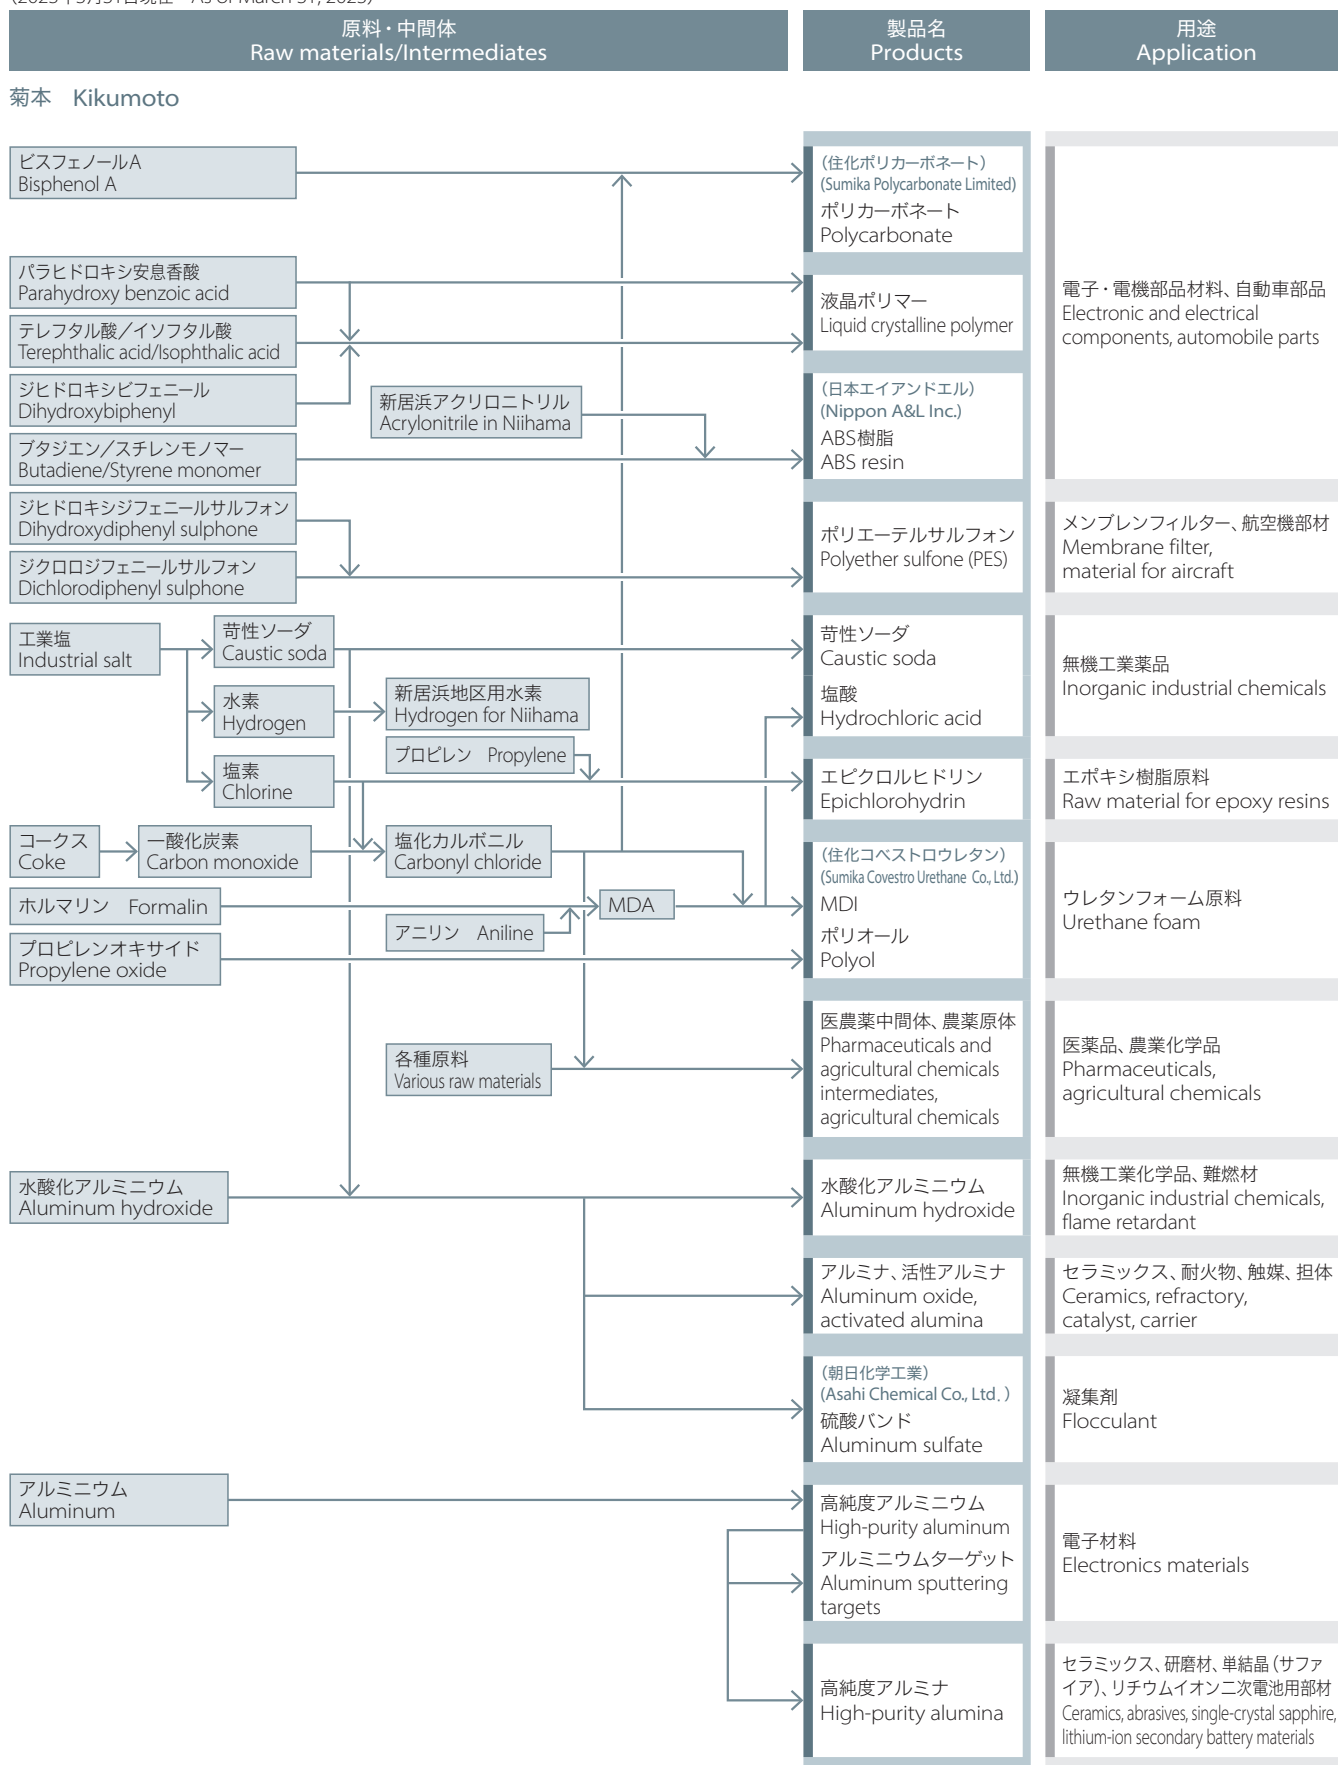 原料・中間体
Raw materials/Intermediates
製品名
Products
用途
Application
菊本 Kikumoto
ビスフェノールA
Bisphenol A
(住化ポリカーボネート)
(Sumika Polycarbonate Limited)
ポリカーボネート
Polycarbonate
パラヒドロキシ安息香酸
Parahydroxy benzoic acid
液晶ポリマー
Liquid crystalline polymer
電子・電機部品材料、自動車部品
Electronic and electrical
components, automobile parts
テレフタル酸／イソフタル酸
Terephthalic acid/Isophthalic acid
ジヒドロキシビフェニール
Dihydroxybiphenyl
新居浜アクリロニトリル
Acrylonitrile in Niihama
(日本エイアンドエル)
(Nippon A&L Inc.)
ABS樹脂
ABS resin
ブタジエン／スチレンモノマー
Butadiene/Styrene monomer
ジヒドロキシジフェニールサルフォン
Dihydroxydiphenyl sulphone
ポリエーテルサルフォン
Polyether sulfone (PES)
メンブレンフィルター、航空機部材
Membrane filter,
material for aircraft
ジクロロジフェニールサルフォン
Dichlorodiphenyl sulphone
工業塩
Industrial salt
苛性ソーダ
Caustic soda
苛性ソーダ
Caustic soda
無機工業薬品
Inorganic industrial chemicals
水素
Hydrogen
新居浜地区用水素
Hydrogen for Niihama
塩酸
Hydrochloric acid
プロピレン Propylene
塩素
Chlorine
エピクロルヒドリン
Epichlorohydrin
エポキシ樹脂原料
Raw material for epoxy resins
コークス
Coke
一酸化炭素
Carbon monoxide
塩化カルボニル
Carbonyl chloride
(住化コベストロウレタン)
(Sumika Covestro Urethane Co., Ltd.)
MDI
ポリオール
Polyol
ウレタンフォーム原料
Urethane foam
ホルマリン Formalin
MDA
アニリン Aniline
プロピレンオキサイド
Propylene oxide
各種原料
Various raw materials
医農薬中間体、農薬原体
Pharmaceuticals and
agricultural chemicals
intermediates,
agricultural chemicals
医薬品、農業化学品
Pharmaceuticals,
agricultural chemicals
水酸化アルミニウム
Aluminum hydroxide
水酸化アルミニウム
Aluminum hydroxide
無機工業化学品、難燃材
Inorganic industrial chemicals,
flame retardant
アルミナ、活性アルミナ
Aluminum oxide,
activated alumina
セラミックス、耐火物、触媒、担体
Ceramics, refractory,
catalyst, carrier
(朝日化学工業)
(Asahi Chemical Co., Ltd.)
硫酸バンド
Aluminum sulfate
凝集剤
Flocculant
アルミニウム
Aluminum
高純度アルミニウム
High-purity aluminum
アルミニウムターゲット
Aluminum sputtering
targets
電子材料
Electronics materials
高純度アルミナ
High-purity alumina
セラミックス、研磨材、単結晶(サファ
イア)、リチウムイオン二次電池用部材
Ceramics, abrasives, single-crystal sapphire,
lithium-ion secondary battery materials